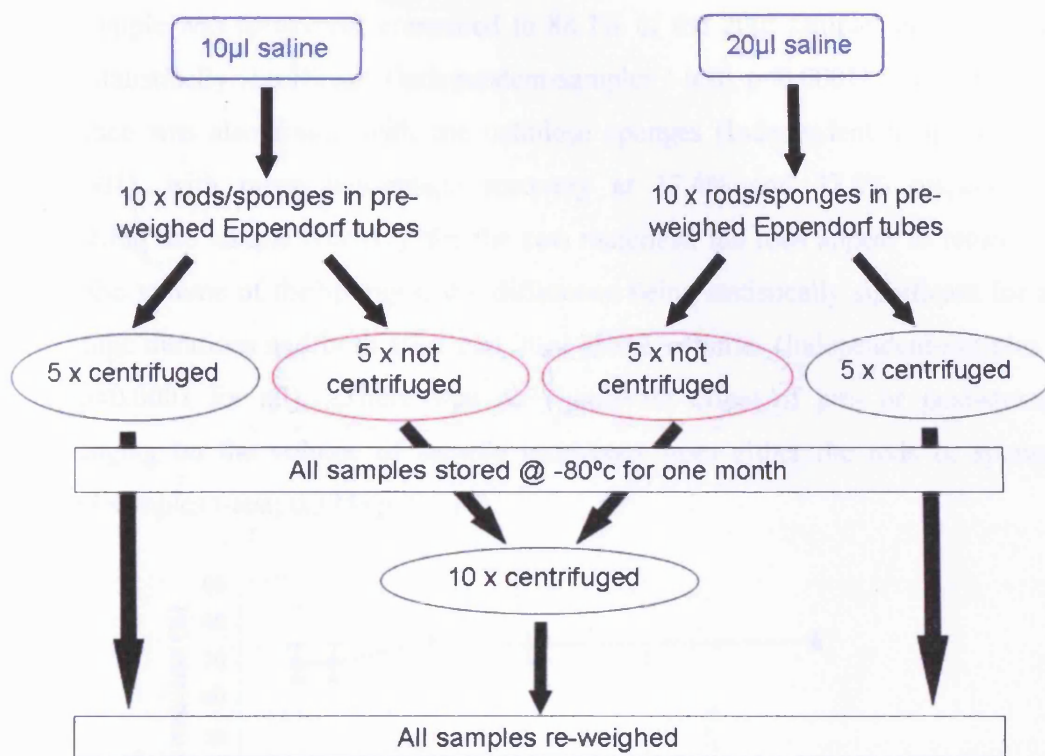 10µl saline
20µl saline
10 x rods/sponges in pre-
weighed Eppendorf tubes
10 x rods/sponges in pre-
weighed Eppendorf tubes
5 x centrifuged
5 x not
centrifuged
5 x not
centrifuged
5 x centrifuged
All samples stored @ -80ºc for one month
10 x centrifuged
All samples re-weighed